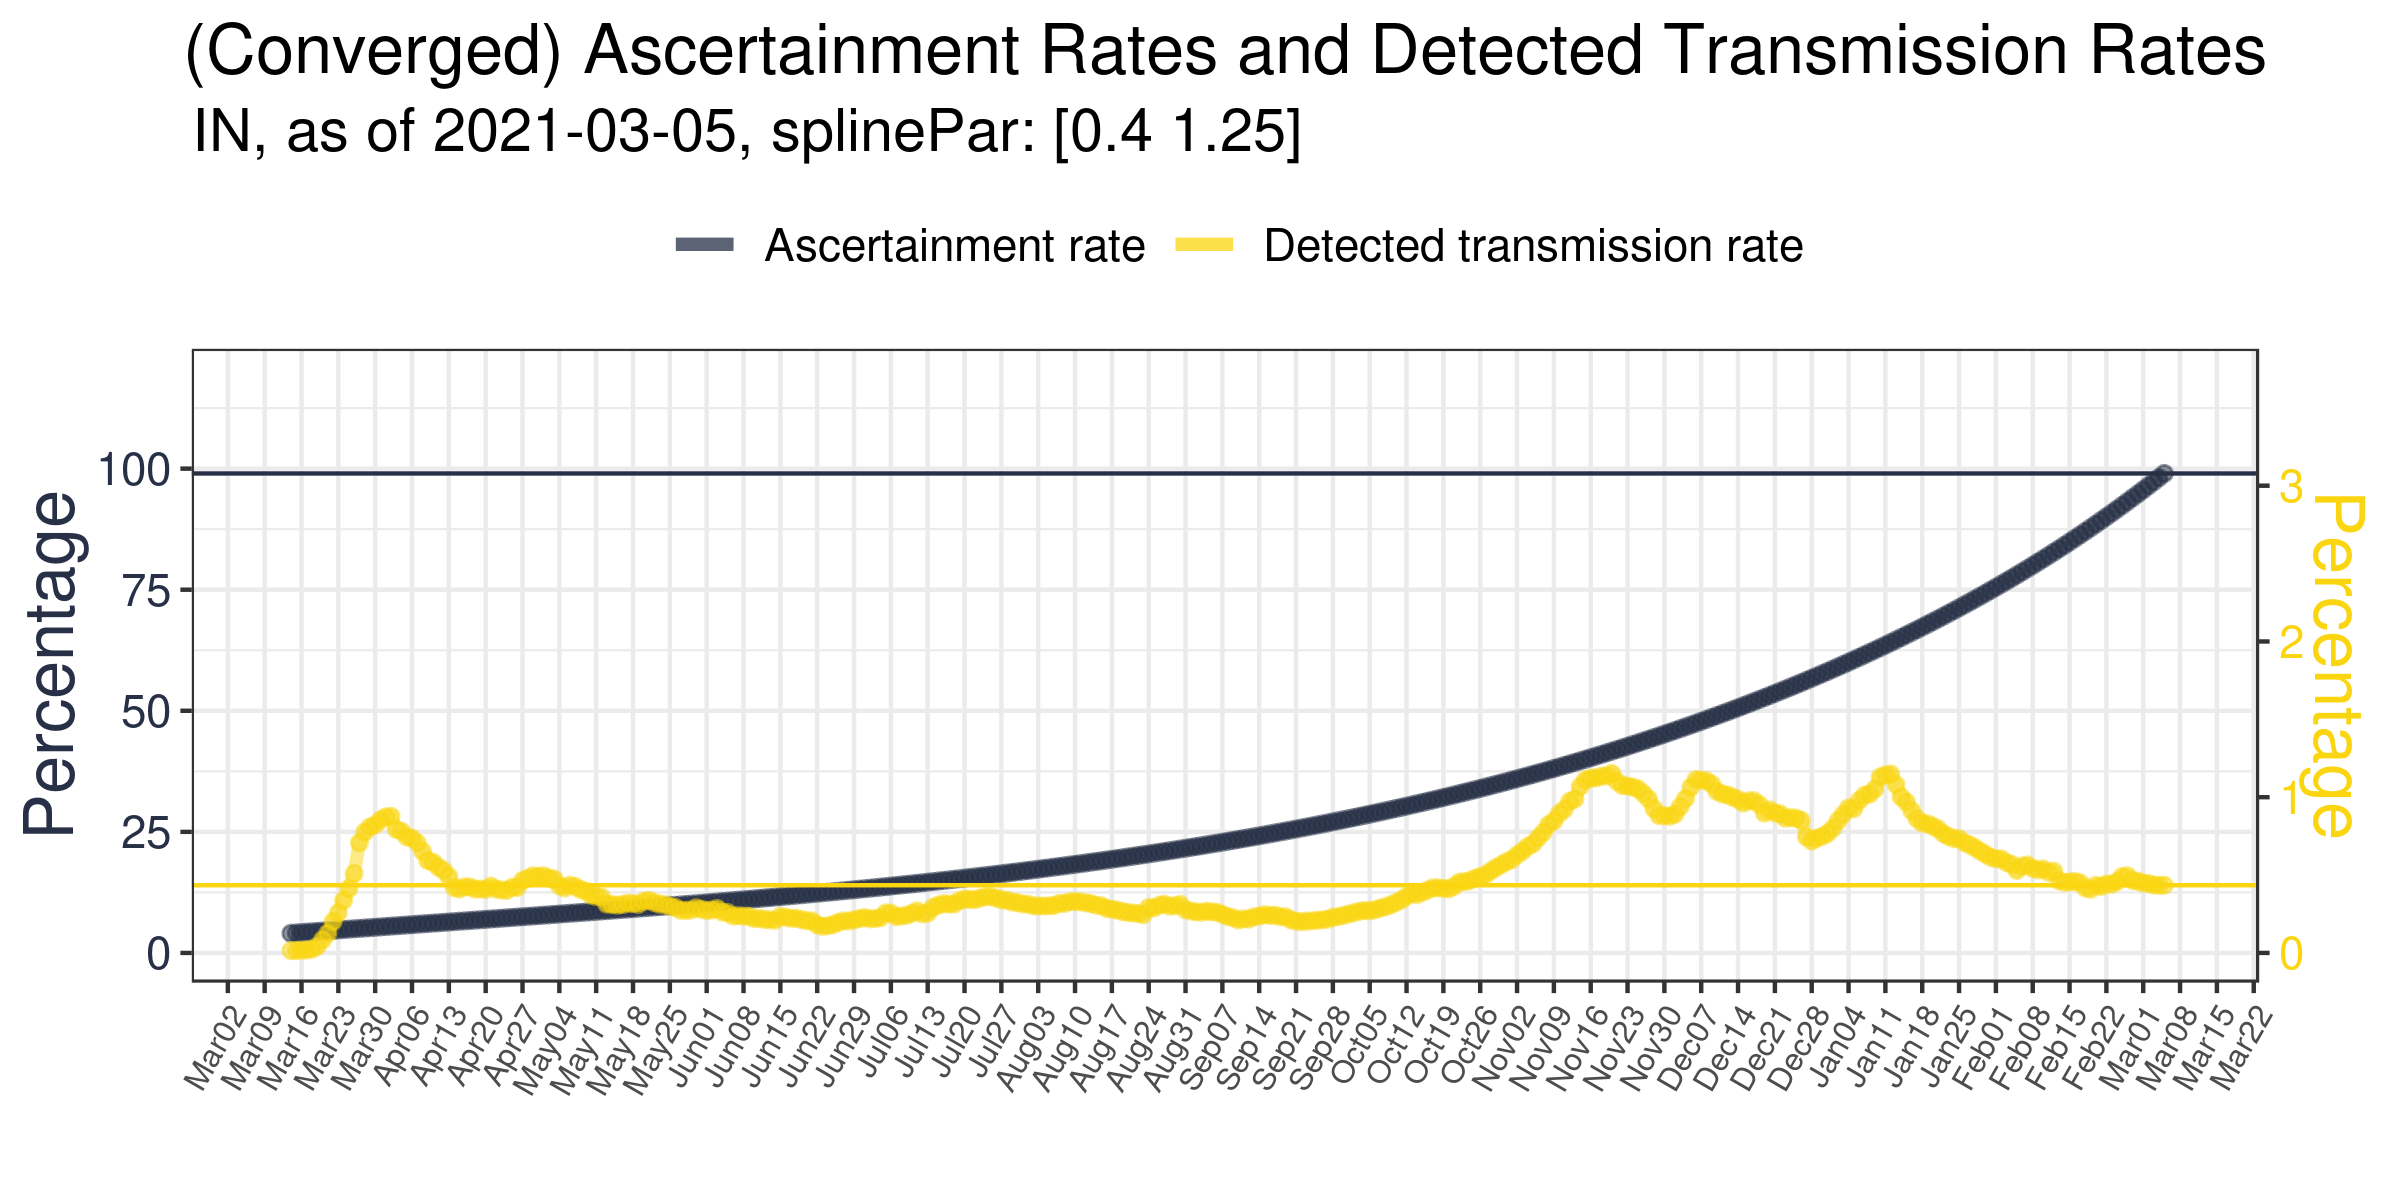 (Converged) Ascertainment Rates and Detected Transmission Rates
IN, as of 2021-03-05, splinePar: [0.4 1.25]
Ascertainment rate
Detected transmission rate
Percentage
100
75
50
25
0
3
2
1
0
Percentage
Mar02
Mar09
Mar16
Mar23
Mar30
Apr06
Apr13
Apr20
Apr27
May04
May11
May18
May25
Jun01
Jun08
Jun15
Jun22
Jun29
Jul06
Jul13
Jul20
Jul27
Aug03
Aug10
Aug17
Aug24
Aug31
Sep07
Sep14
Sep21
Sep28
Oct05
Oct12
Oct19
Oct26
Nov02
Nov09
Nov16
Nov23
Nov30
Dec07
Dec14
Dec21
Dec28
Jan04
Jan11
Jan18
Jan25
Feb01
Feb08
Feb15
Feb22
Mar01
Mar08
Mar15
Mar22